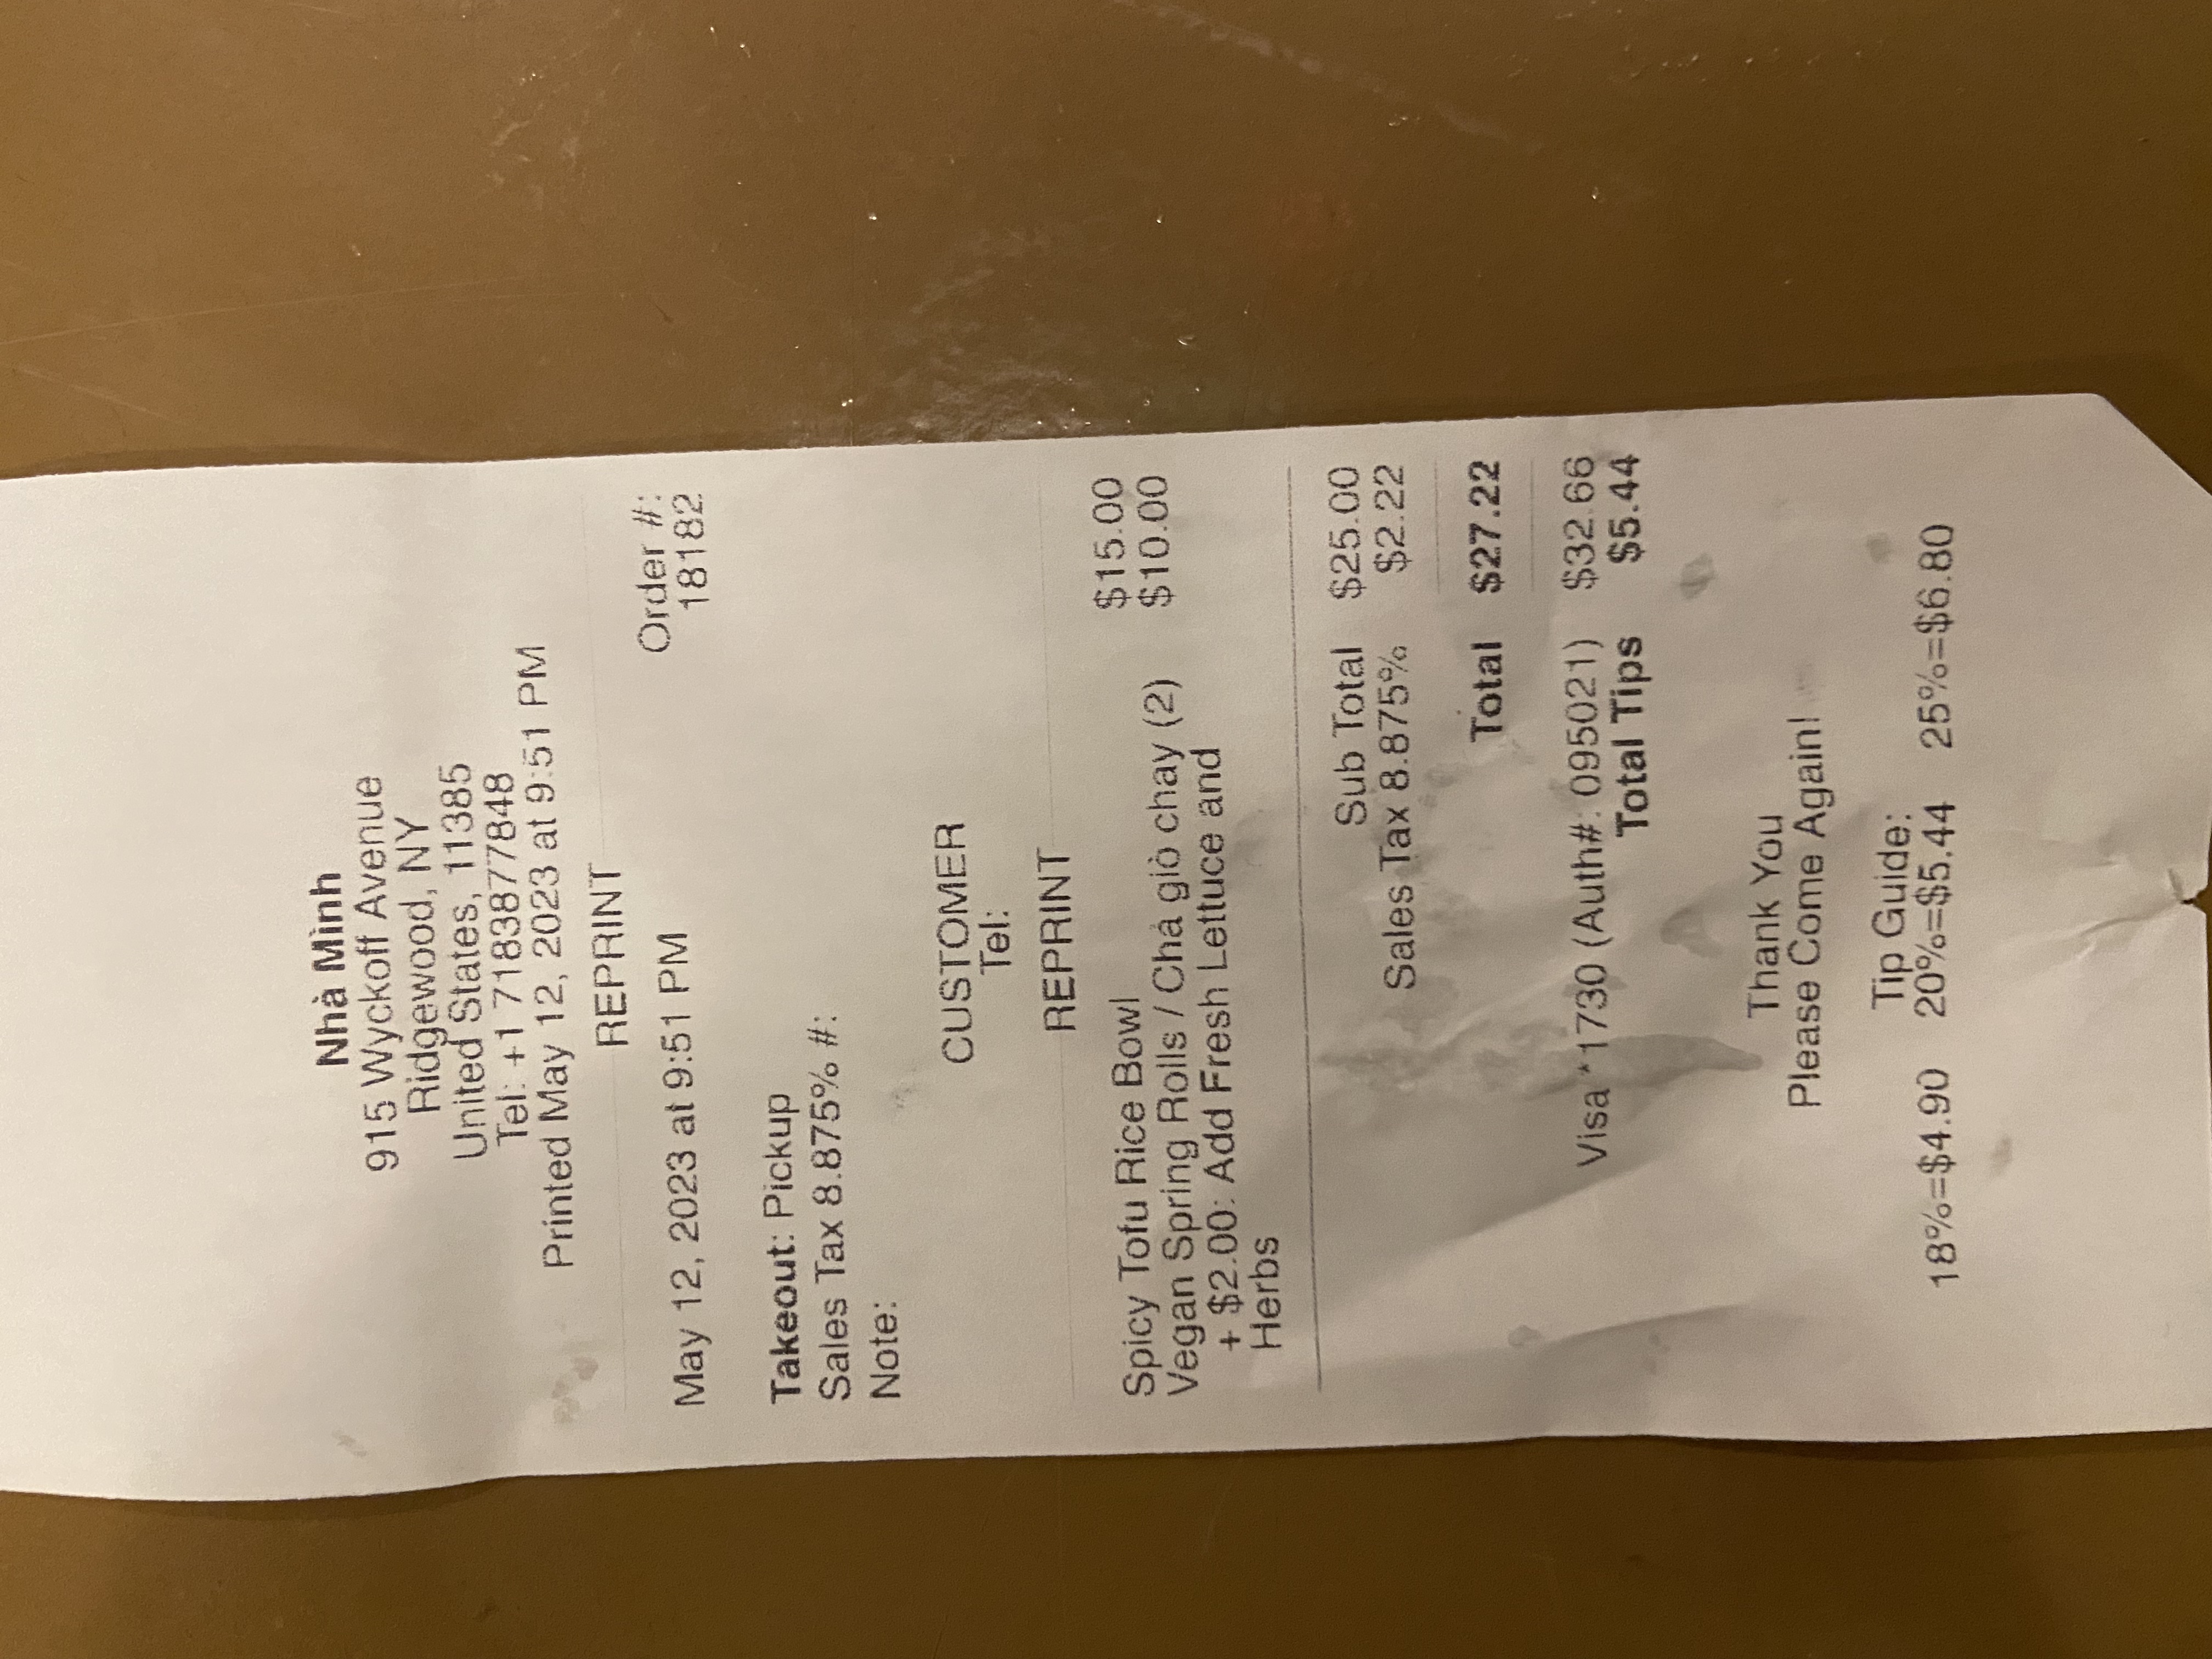 Nhà Mình
915 Wyckoff Avenue
Ridgewood, NY
United States, 11385
Tel: +1 7183877848
Printed May 12, 2023 at 9:51 PM
REPRINT
May 12, 2023 at 9:51 PM
Order #:
18182
Takeout: Pickup
Sales Tax 8.875% #:
Note:
CUSTOMER
Tel:
REPRINT
Spicy Tofu Rice Bowl $15.00
Vegan Spring Rolls / Chả giò chay (2) $10.00
+ $2.00: Add Fresh Lettuce and
Herbs
Sub Total $25.00
Sales Tax 8.875% $2.22
Total $27.22
Visa *1730 (Auth#: 095021) $32.66
Total Tips $5.44
Thank You
Please Come Again!
Tip Guide:
18%=$4.90 20%=$5.44 25%=$6.80